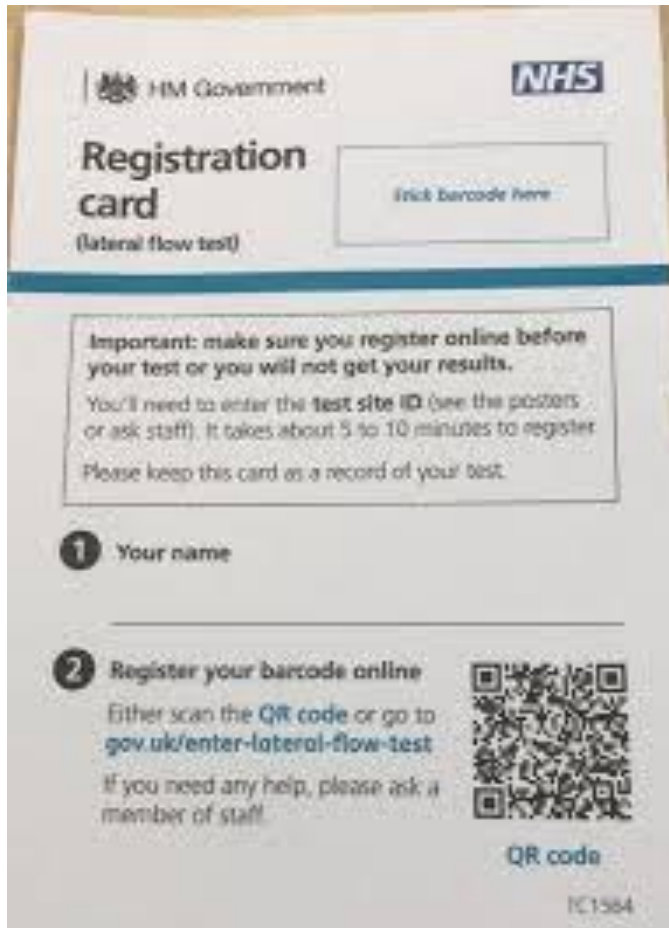 HM Government
NHS
Registration
card
(lateral flow test)
Stick barcode here
Important: make sure you register online before
your test or you will not get your results.
You'll need to enter the test site ID (see the posters
or ask staff). It takes about 5 to 10 minutes to register
Please keep this card as a record of your test.
1 Your name
2 Register your barcode online
Either scan the QR code or go to
gov.uk/enter-lateral-flow-test
If you need any help, please ask a
member of staff.
QR code
TC1564